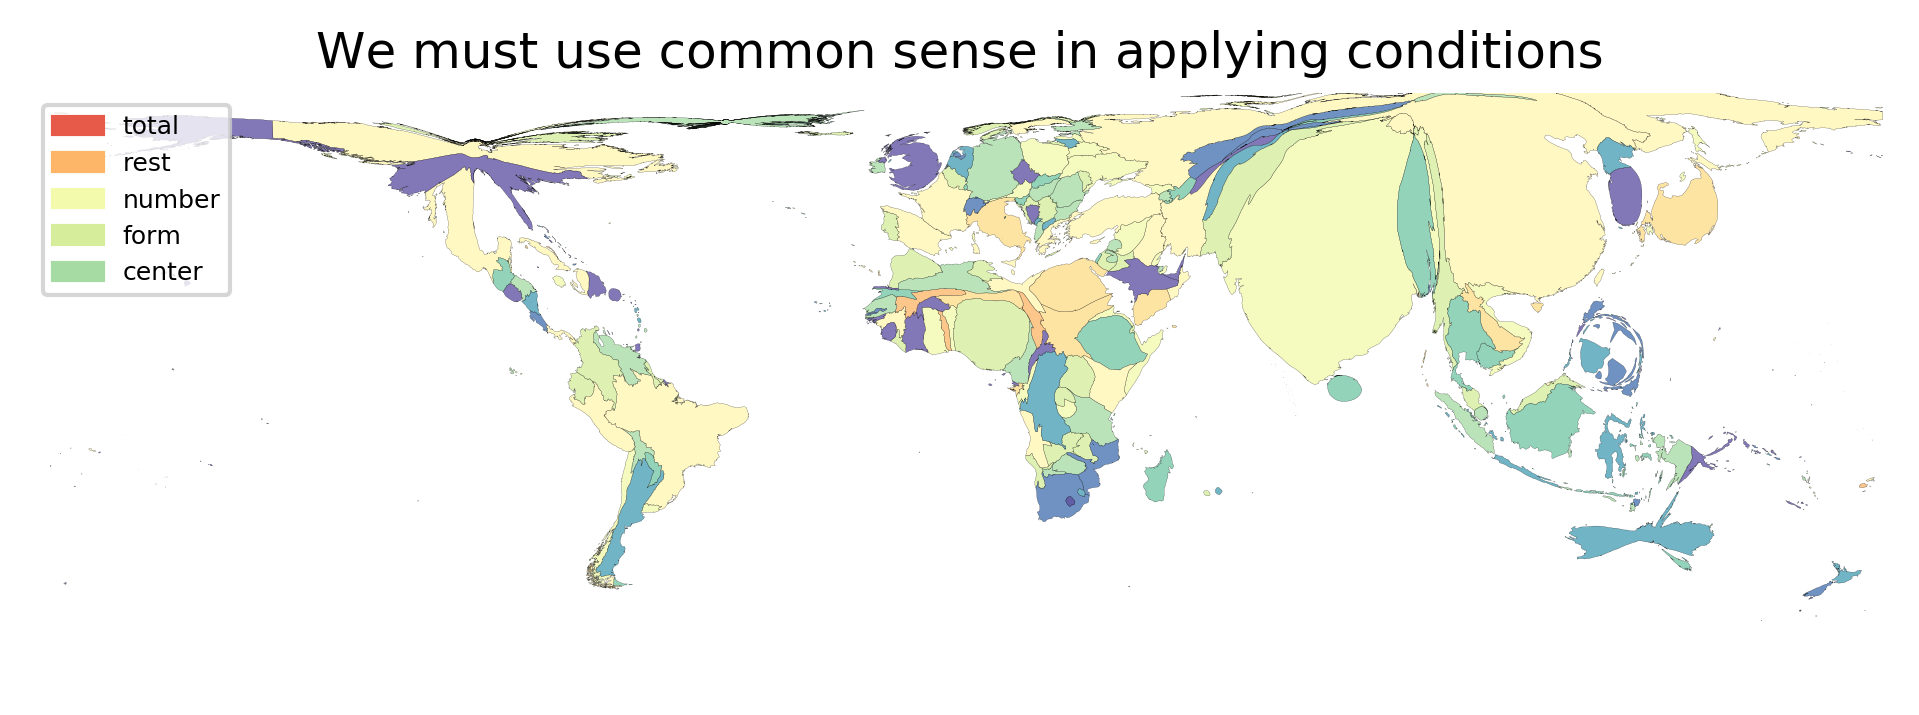 We must use common sense in applying conditions
total
rest
number
form
center